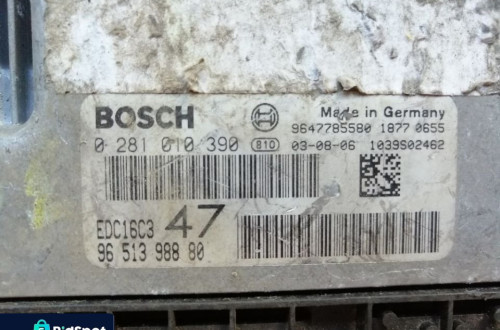 BOSCH
Made in Germany
9647785580 1877 0655
0 281 010 390 810 03-08-06 1039S02462
EDC16C3 47
96 513 988 80
BidSpot